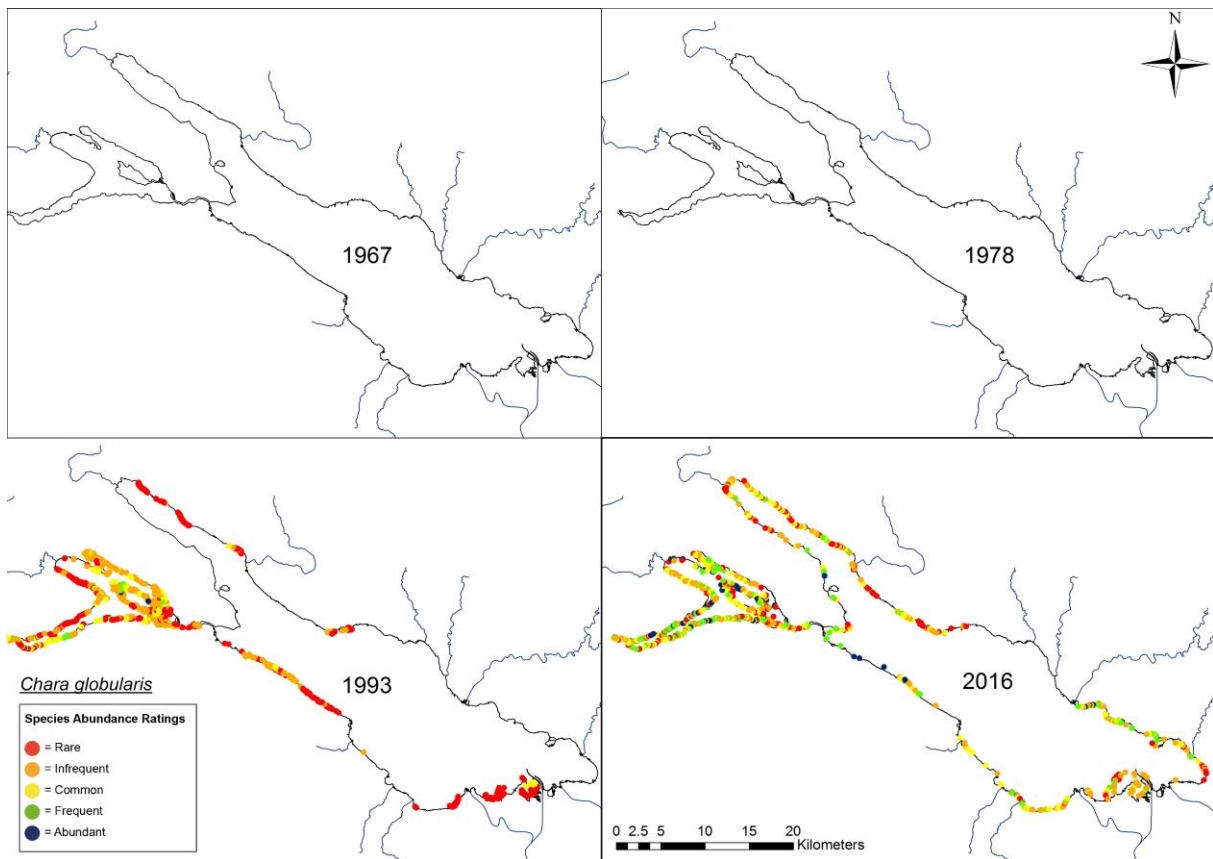 N
1967
1978
1993
2016
Chara globularis
Species Abundance Ratings
= Rare
= Infrequent
= Common
= Frequent
= Abundant
0 2.5 5 10 15 20
Kilometers